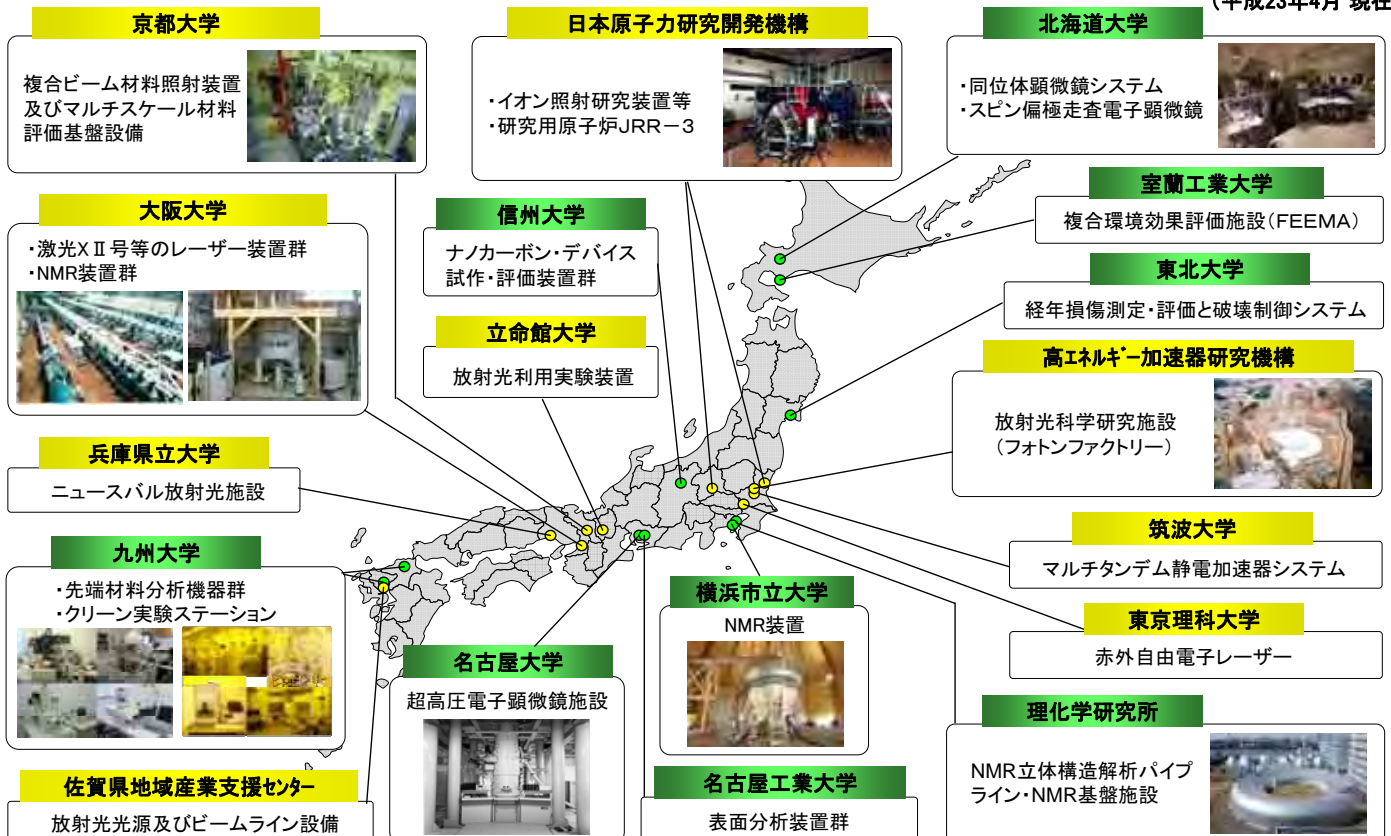 (平成23年4月 現在
京都大学
複合ビーム材料照射装置
及びマルチスケール材料
評価基盤設備
日本原子力研究開発機構
・イオン照射研究装置等
・研究用原子炉JRR－3
北海道大学
・同位体顕微鏡システム
・スピン偏極走査電子顕微鏡
室蘭工業大学
複合環境効果評価施設(FEEMA)
大阪大学
・激光XⅡ号等のレーザー装置群
・NMR装置群
信州大学
ナノカーボン・デバイス
試作・評価装置群
東北大学
経年損傷測定・評価と破壊制御システム
立命館大学
放射光利用実験装置
高エネルギー加速器研究機構
放射光科学研究施設
(フォトンファクトリー)
兵庫県立大学
ニュースバル放射光施設
筑波大学
マルチタンデム静電加速器システム
九州大学
・先端材料分析機器群
・クリーン実験ステーション
横浜市立大学
NMR装置
東京理科大学
赤外自由電子レーザー
名古屋大学
超高圧電子顕微鏡施設
理化学研究所
NMR立体構造解析パイプ
ライン・NMR基盤施設
佐賀県地域産業支援センター
放射光光源及びビームライン設備
名古屋工業大学
表面分析装置群